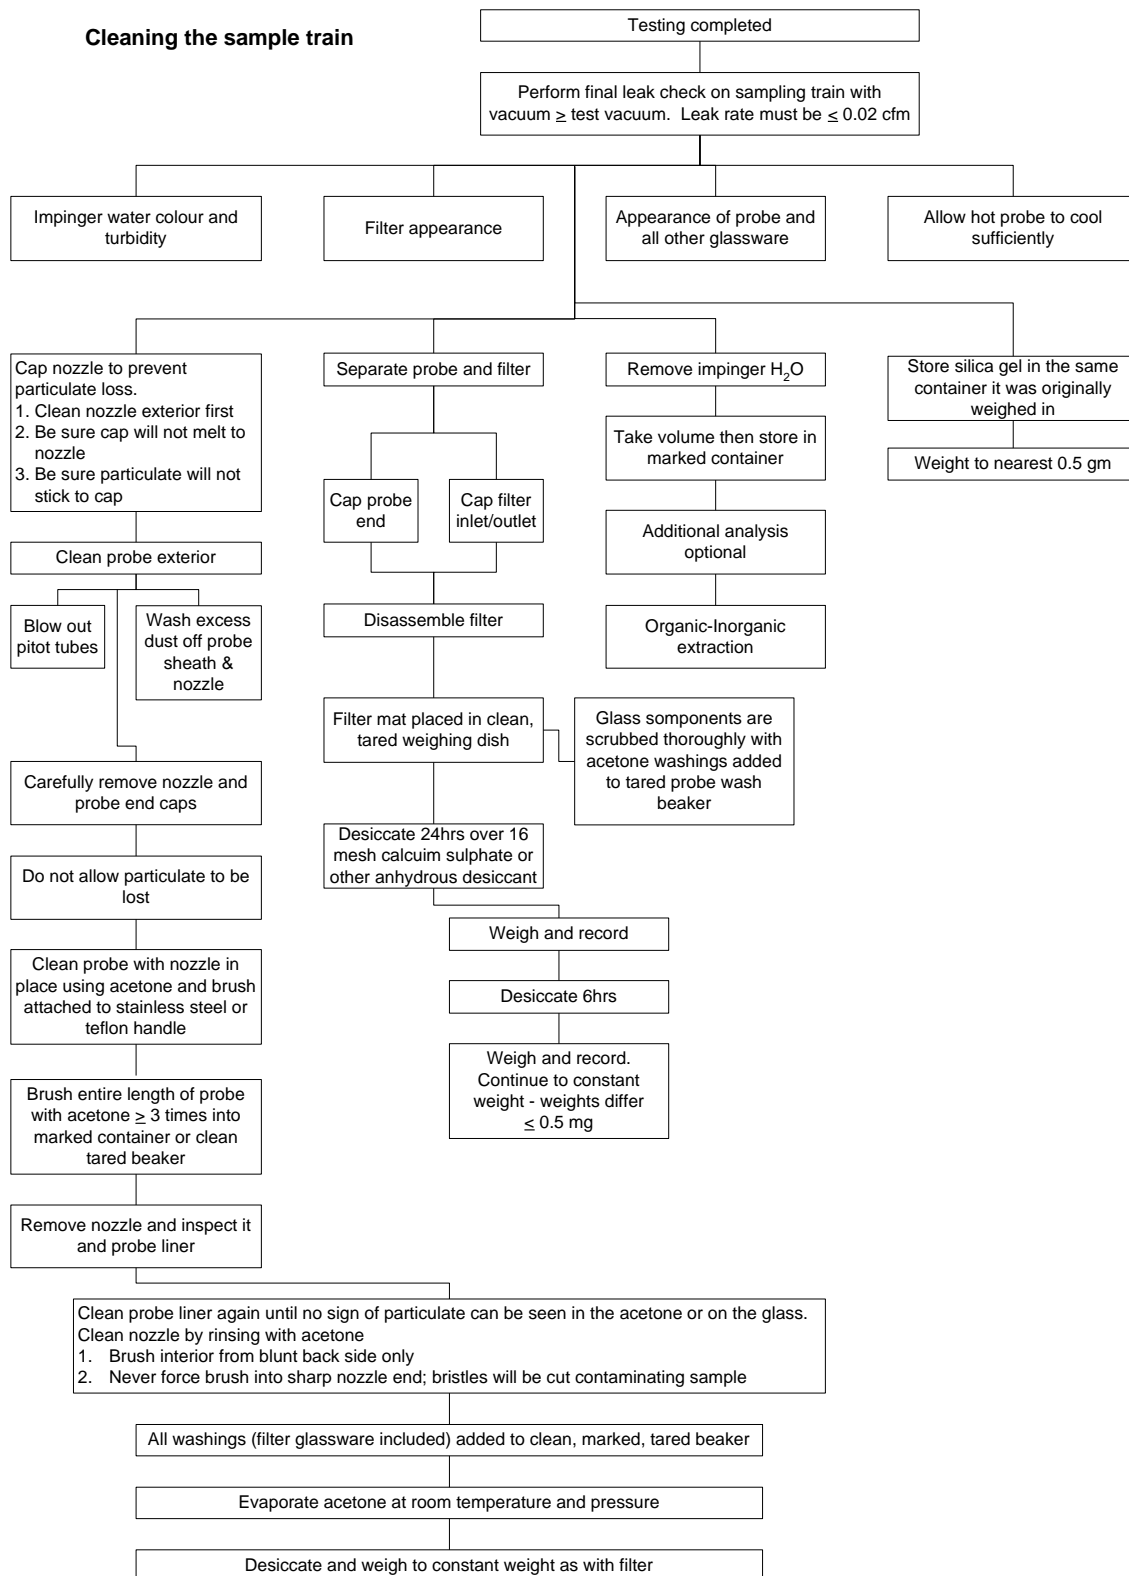 Cleaning the sample train
Testing completed
Perform final leak check on sampling train with
vacuum ≥ test vacuum.  Leak rate must be ≤ 0.02 cfm
Impinger water colour and
turbidity
Filter appearance
Appearance of probe and
all other glassware
Allow hot probe to cool
sufficiently
Cap nozzle to prevent
particulate loss.
1. Clean nozzle exterior first
2. Be sure cap will not melt to
nozzle
3. Be sure particulate will not
stick to cap
Clean probe exterior
Blow out
pitot tubes
Wash excess
dust off probe
sheath &
nozzle
Carefully remove nozzle and
probe end caps
Do not allow particulate to be
lost
Clean probe with nozzle in
place using acetone and brush
attached to stainless steel or
teflon handle
Brush entire length of probe
with acetone ≥ 3 times into
marked container or clean
tared beaker
Remove nozzle and inspect it
and probe liner
Separate probe and filter
Cap probe
end
Cap filter
inlet/outlet
Disassemble filter
Filter mat placed in clean,
tared weighing dish
Glass somponents are
scrubbed thoroughly with
acetone washings added
to tared probe wash
beaker
Desiccate 24hrs over 16
mesh calcuim sulphate or
other anhydrous desiccant
Weigh and record
Desiccate 6hrs
Weigh and record.
Continue to constant
weight - weights differ
≤ 0.5 mg
Remove impinger H₂O
Take volume then store in
marked container
Additional analysis
optional
Organic-Inorganic
extraction
Store silica gel in the same
container it was originally
weighed in
Weight to nearest 0.5 gm
Clean probe liner again until no sign of particulate can be seen in the acetone or on the glass.
Clean nozzle by rinsing with acetone
1. Brush interior from blunt back side only
2. Never force brush into sharp nozzle end; bristles will be cut contaminating sample
All washings (filter glassware included) added to clean, marked, tared beaker
Evaporate acetone at room temperature and pressure
Desiccate and weigh to constant weight as with filter